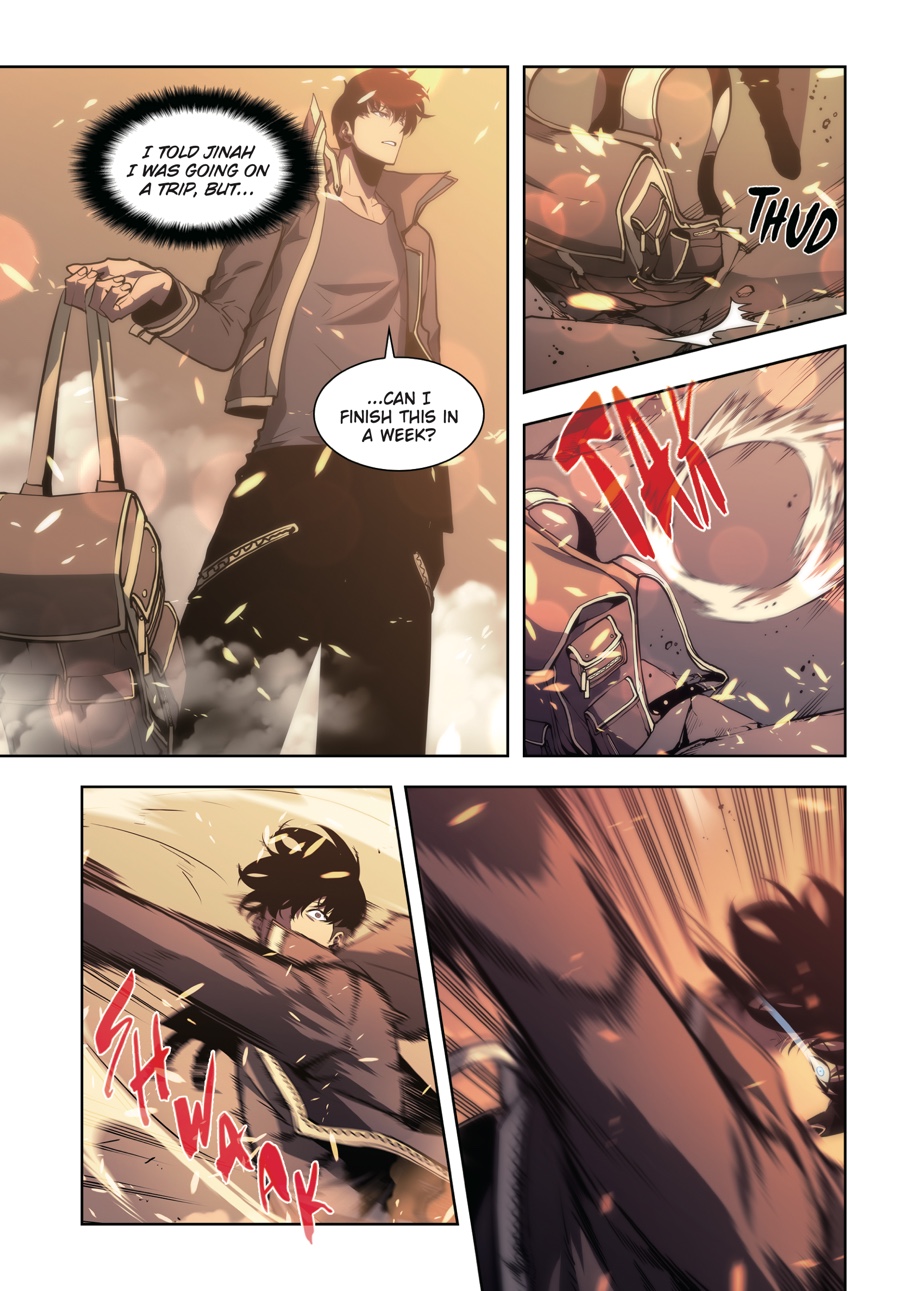 I TOLD JINAH
I WAS GOING ON
A TRIP, BUT...
...CAN I
FINISH THIS IN
A WEEK?
THUD
TAK
SHWAAK